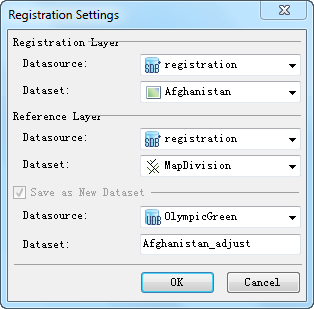 Registration Settings
Registration Layer
Datasource: SDB registration
Dataset: Afghanistan
Reference Layer
Datasource: SDB registration
Dataset: MapDivision
Save as New Dataset
Datasource: UDB OlympicGreen
Dataset: Afghanistan_adjust
OK Cancel